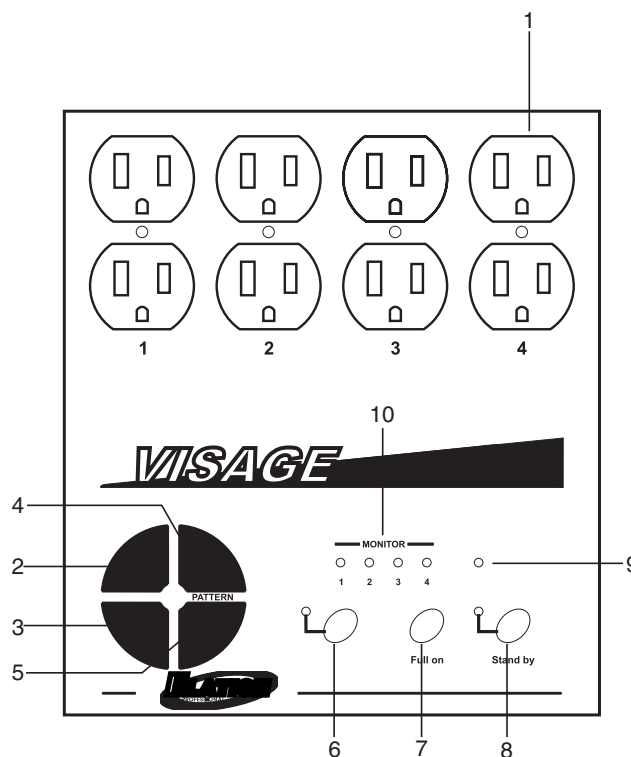 1
1 2 3 4
10
VISAGE
4
MONITOR
2
9
1 2 3 4
PATTERN
3
5
Full on
Stand by
PROFESSIONAL
6 7 8